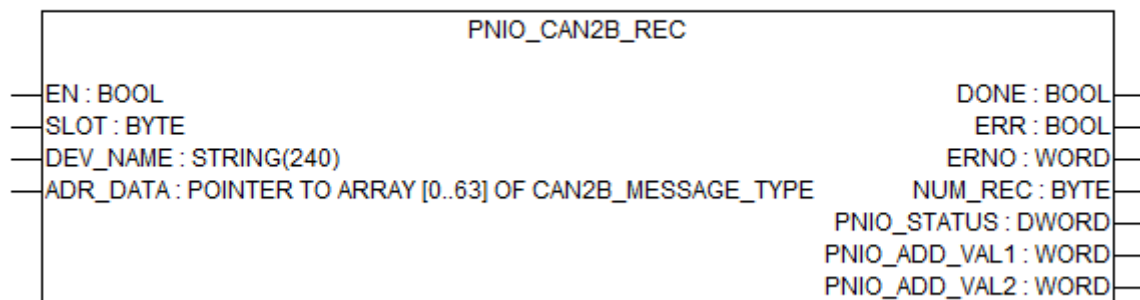 PNIO_CAN2B_REC
EN : BOOL DONE : BOOL
SLOT : BYTE ERR : BOOL
DEV_NAME : STRING(240) ERNO : WORD
ADR_DATA : POINTER TO ARRAY [0..63] OF CAN2B_MESSAGE_TYPE NUM_REC : BYTE
PNIO_STATUS : DWORD
PNIO_ADD_VAL1 : WORD
PNIO_ADD_VAL2 : WORD